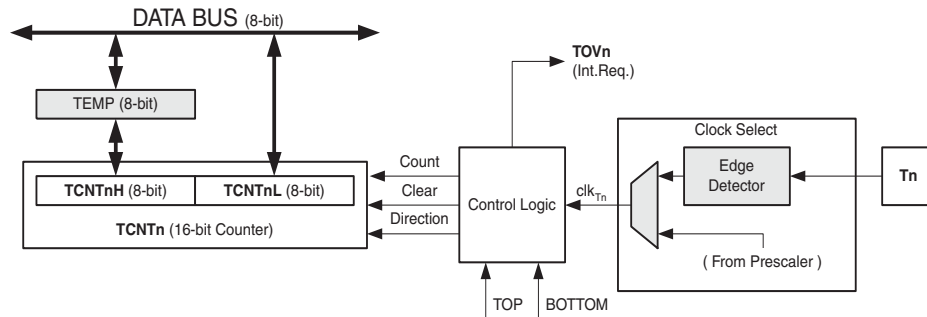 DATA BUS (8-bit)
TOVn
(Int.Req.)
TEMP (8-bit)
Clock Select
Count
Edge
Detector
Tn
TCNTnH (8-bit)
TCNTnL (8-bit)
Clear
Control Logic
clkTn
TCNTn (16-bit Counter)
Direction
( From Prescaler )
TOP
BOTTOM